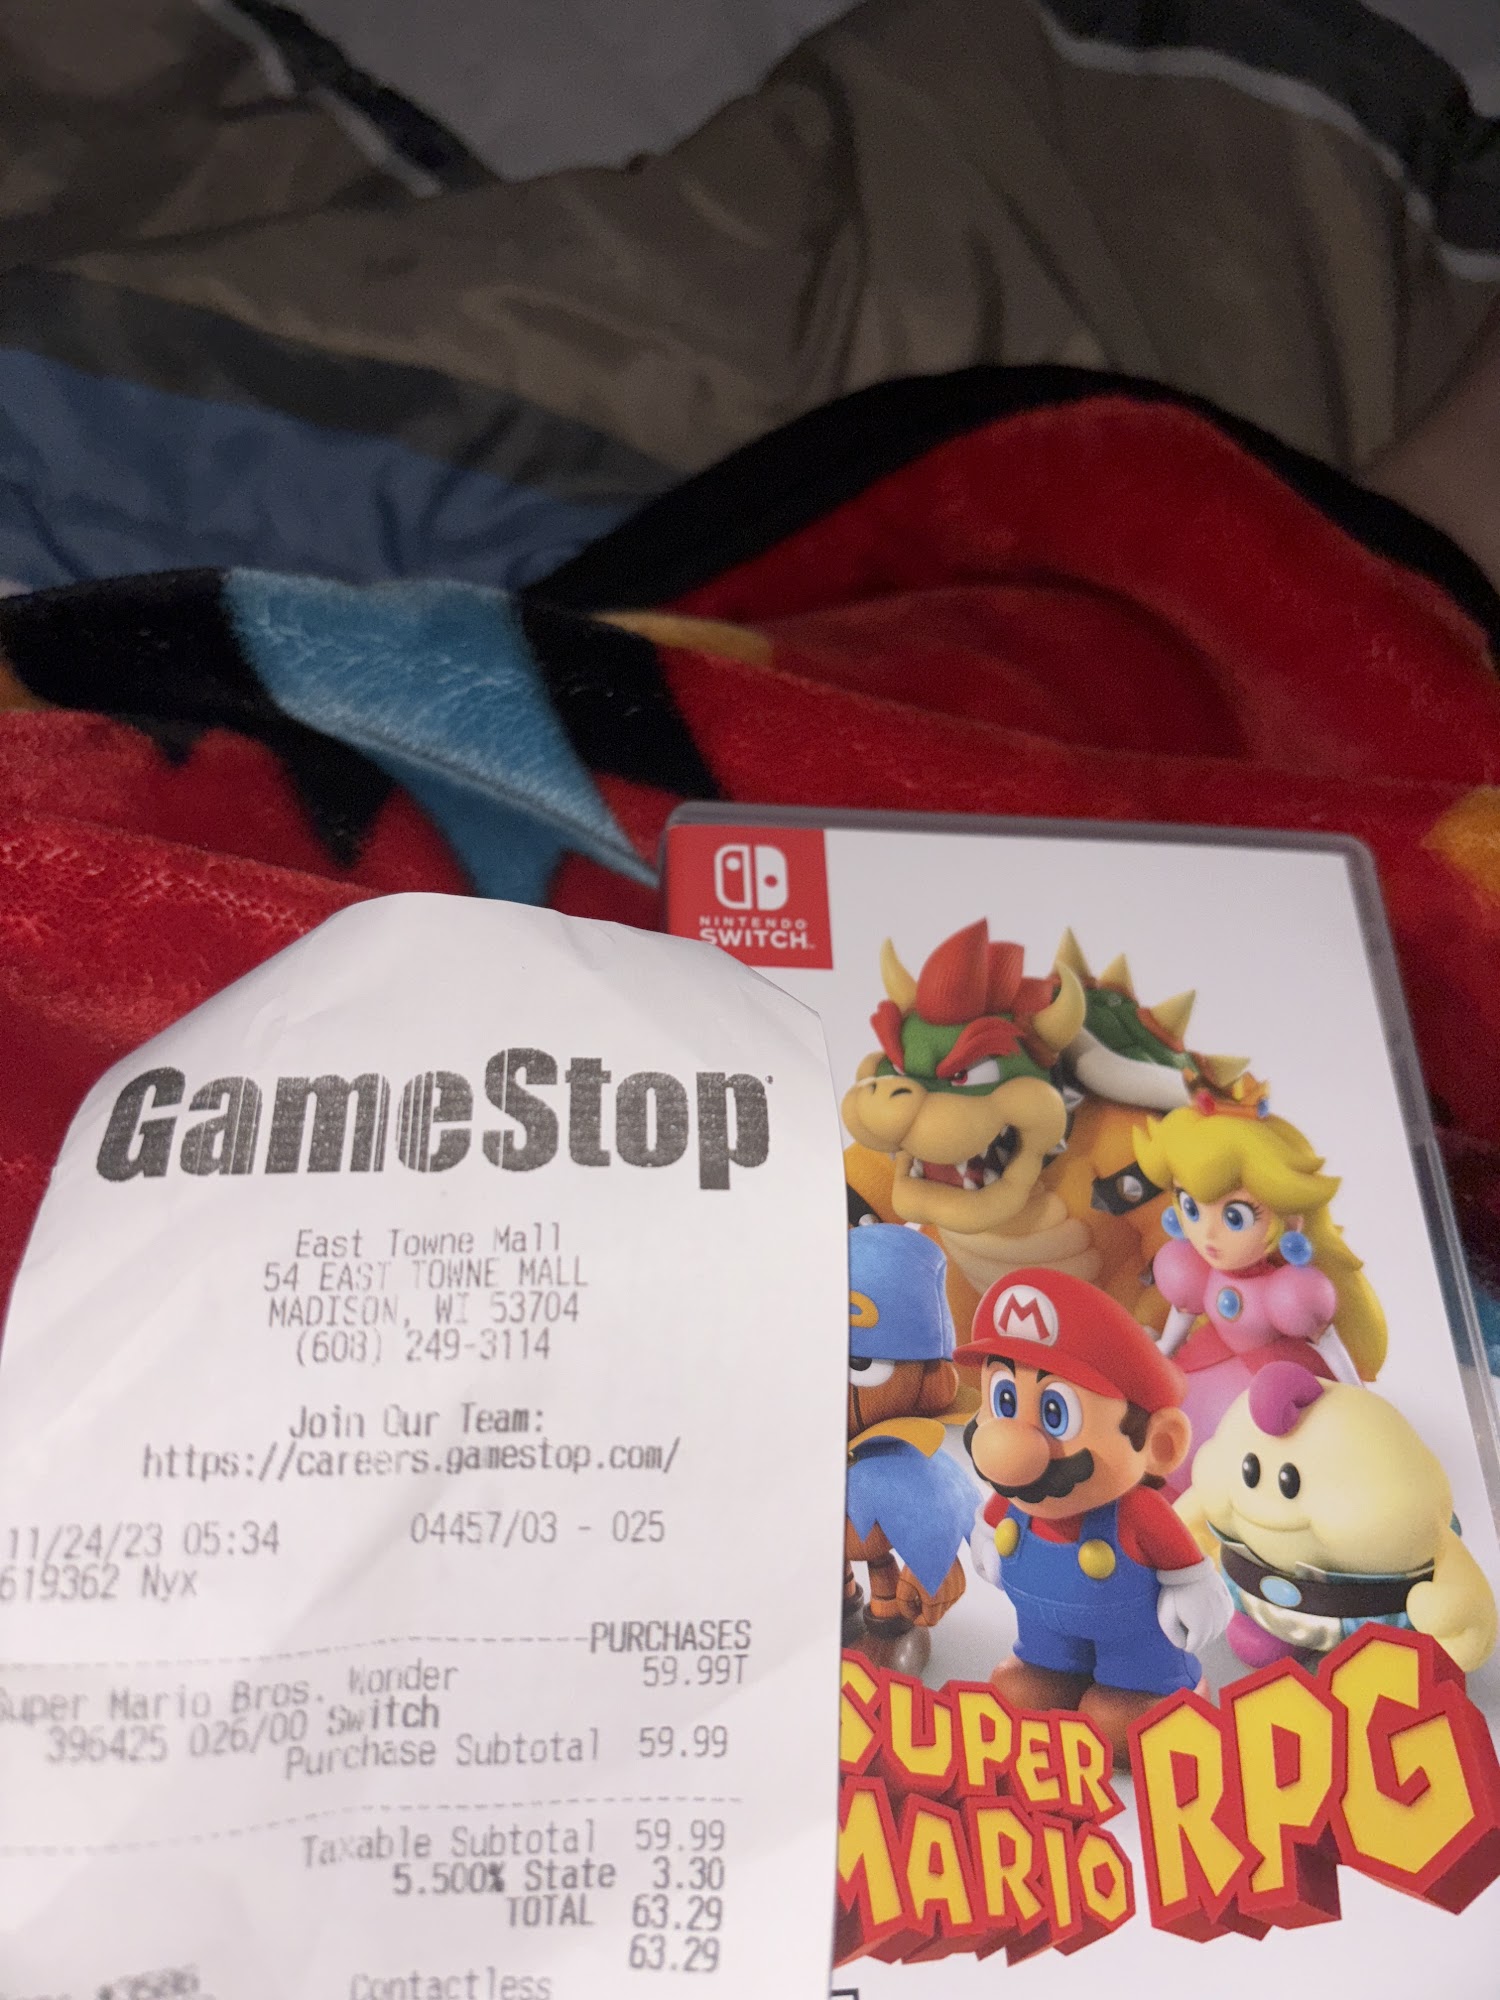 GameStop
East Towne Mall
54 EAST TOWNE MALL
MADISON, WI 53704
(608) 249-3114
Join Our Team:
https://careers.gamestop.com/
11/24/23 05:34 04457/03 - 025
619362 Nyx
PURCHASES
Super Mario Bros. Wonder 59.99T
396425 026/00 Switch
Purchase Subtotal 59.99
Taxable Subtotal 59.99
5.500% State 3.30
TOTAL 63.29
63.29
Contactless
NINTENDO
SWITCH™
M
SUPER
MARIO
RPG